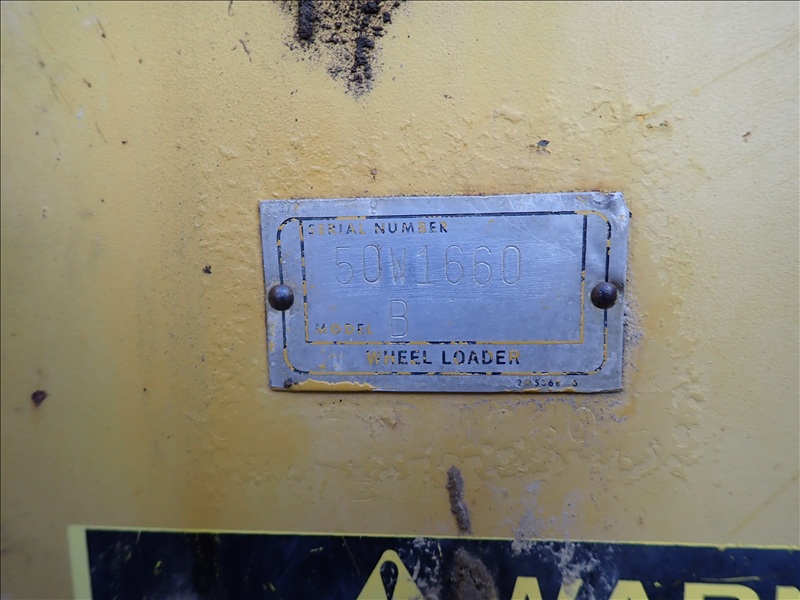 SERIAL NUMBER
50W1660
MODEL B
WHEEL LOADER